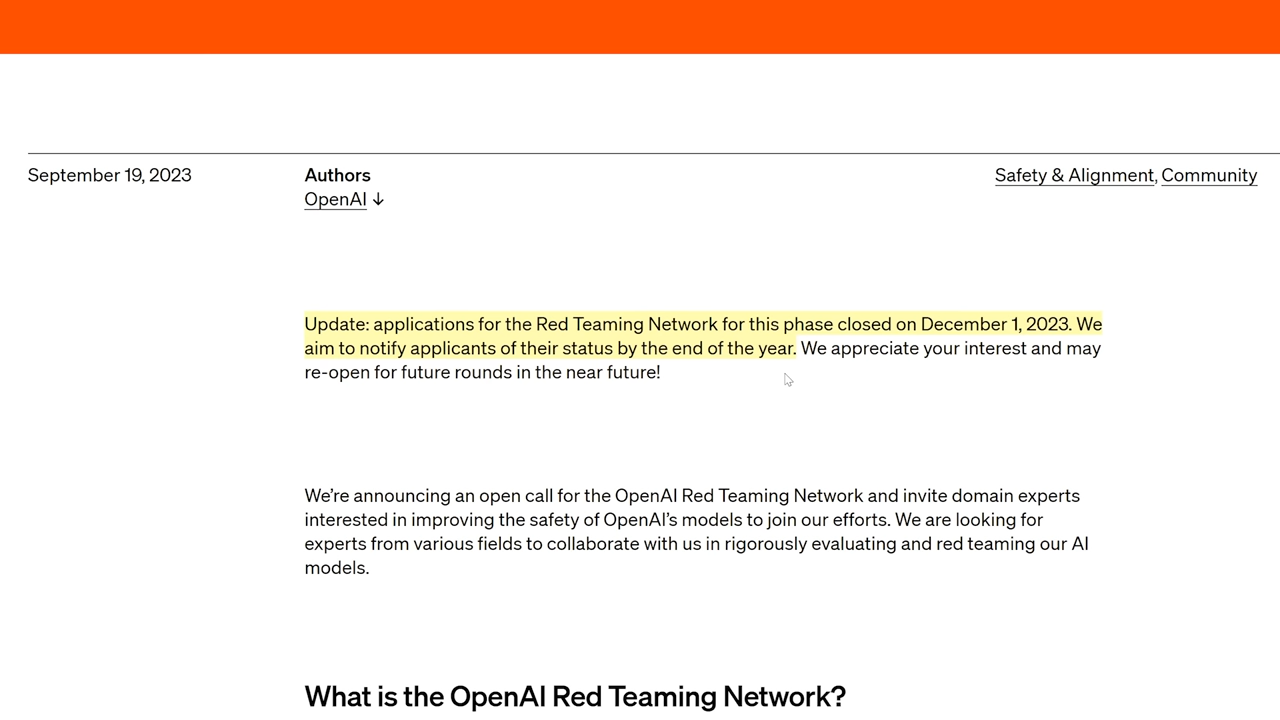 September 19, 2023
Authors
OpenAI ↓
Safety & Alignment, Community
Update: applications for the Red Teaming Network for this phase closed on December 1, 2023. We
aim to notify applicants of their status by the end of the year. We appreciate your interest and may
re-open for future rounds in the near future!
We’re announcing an open call for the OpenAI Red Teaming Network and invite domain experts
interested in improving the safety of OpenAI’s models to join our efforts. We are looking for
experts from various fields to collaborate with us in rigorously evaluating and red teaming our AI
models.
What is the OpenAI Red Teaming Network?